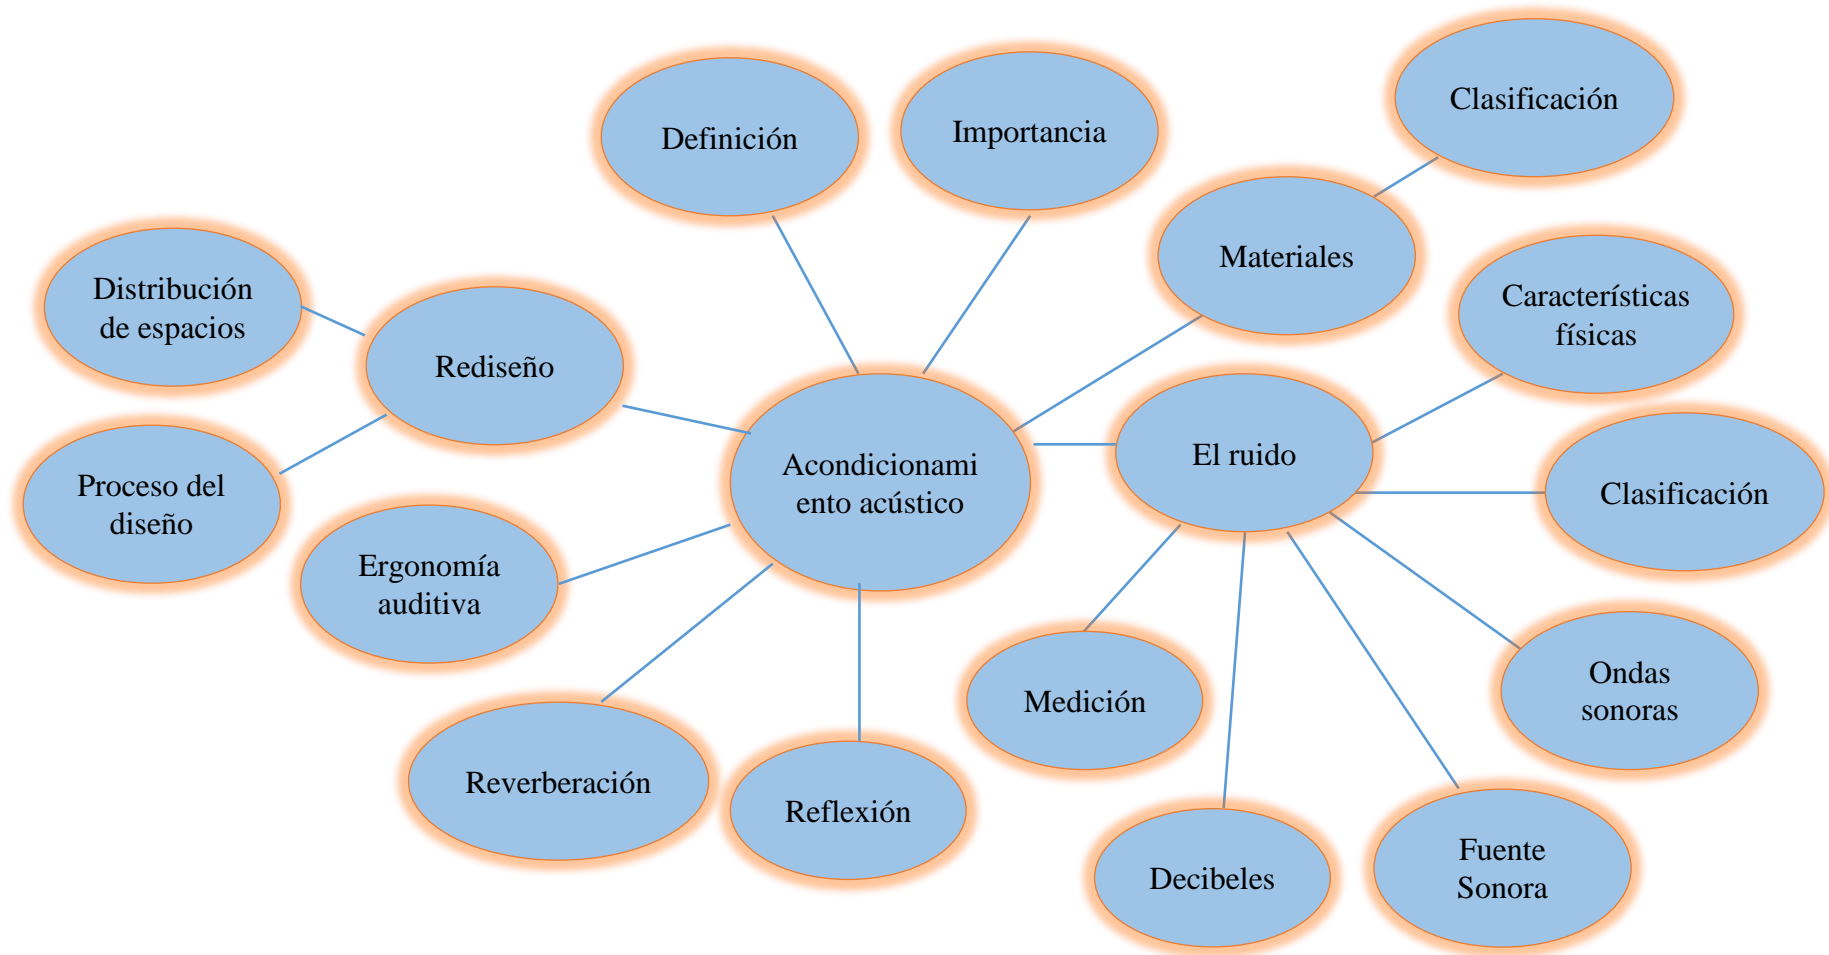 Clasificación
Definición
Importancia
Materiales
Distribución
de espacios
Características
físicas
Rediseño
El ruido
Acondicionami
ento acústico
Clasificación
Proceso del
diseño
Ergonomía
auditiva
Medición
Ondas
sonoras
Reverberación
Reflexión
Decibeles
Fuente
Sonora